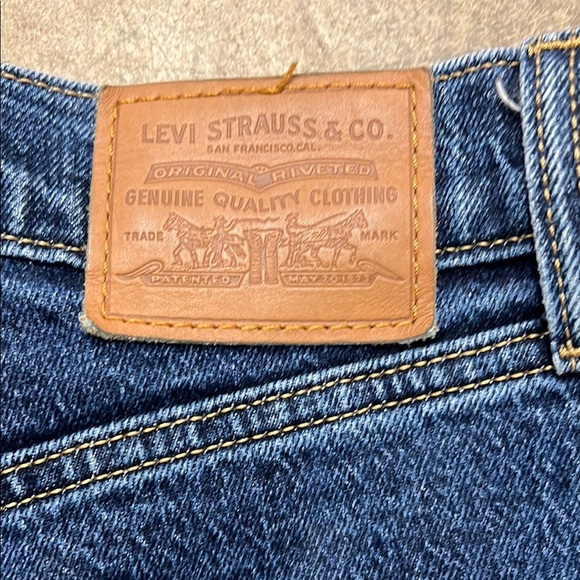 LEVI STRAUSS & CO.
SAN FRANCISCO, CAL.
ORIGINAL RIVETED
GENUINE QUALITY CLOTHING
TRADE MARK
PATENTED MAY 20 1873